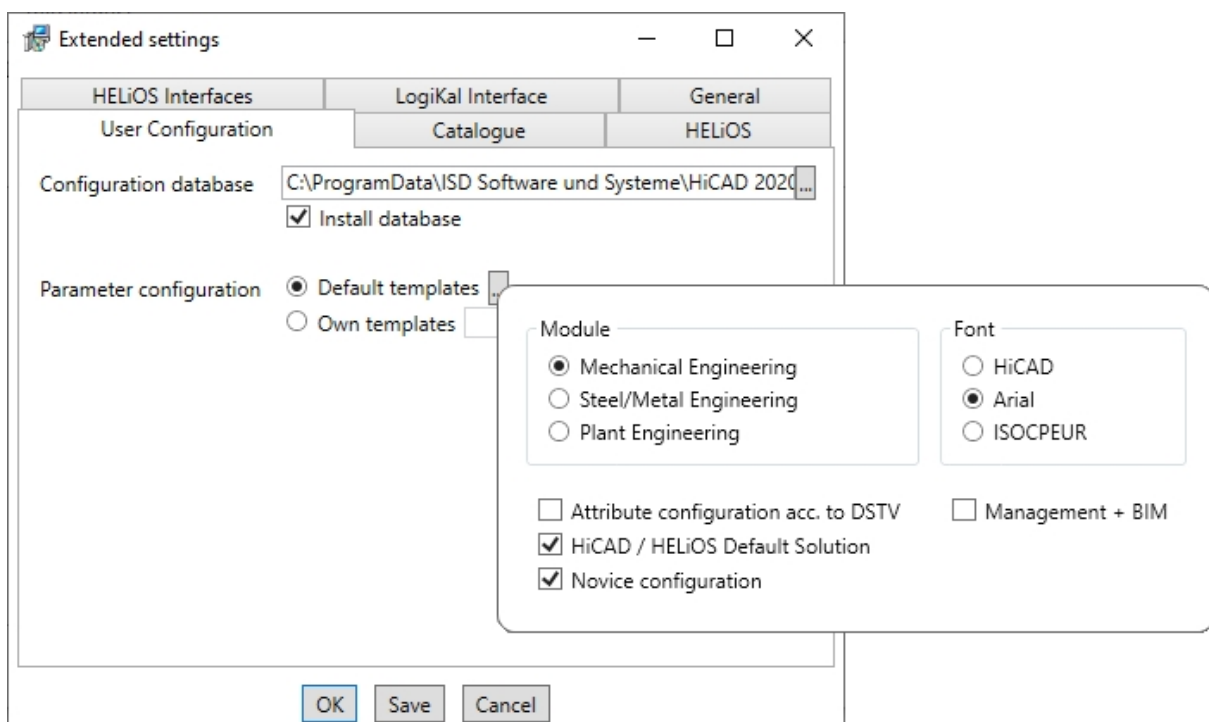 Extended settings
HELiOS Interfaces LogiKal Interface General
User Configuration Catalogue HELiOS
Configuration database C:\ProgramData\ISD Software und Systeme\HiCAD 2020 ...
Install database
Parameter configuration Default templates ...
Own templates
Module Font
Mechanical Engineering HiCAD
Steel/Metal Engineering Arial
Plant Engineering ISOCPEUR
Attribute configuration acc. to DSTV Management + BIM
HiCAD / HELiOS Default Solution
Novice configuration
OK Save Cancel